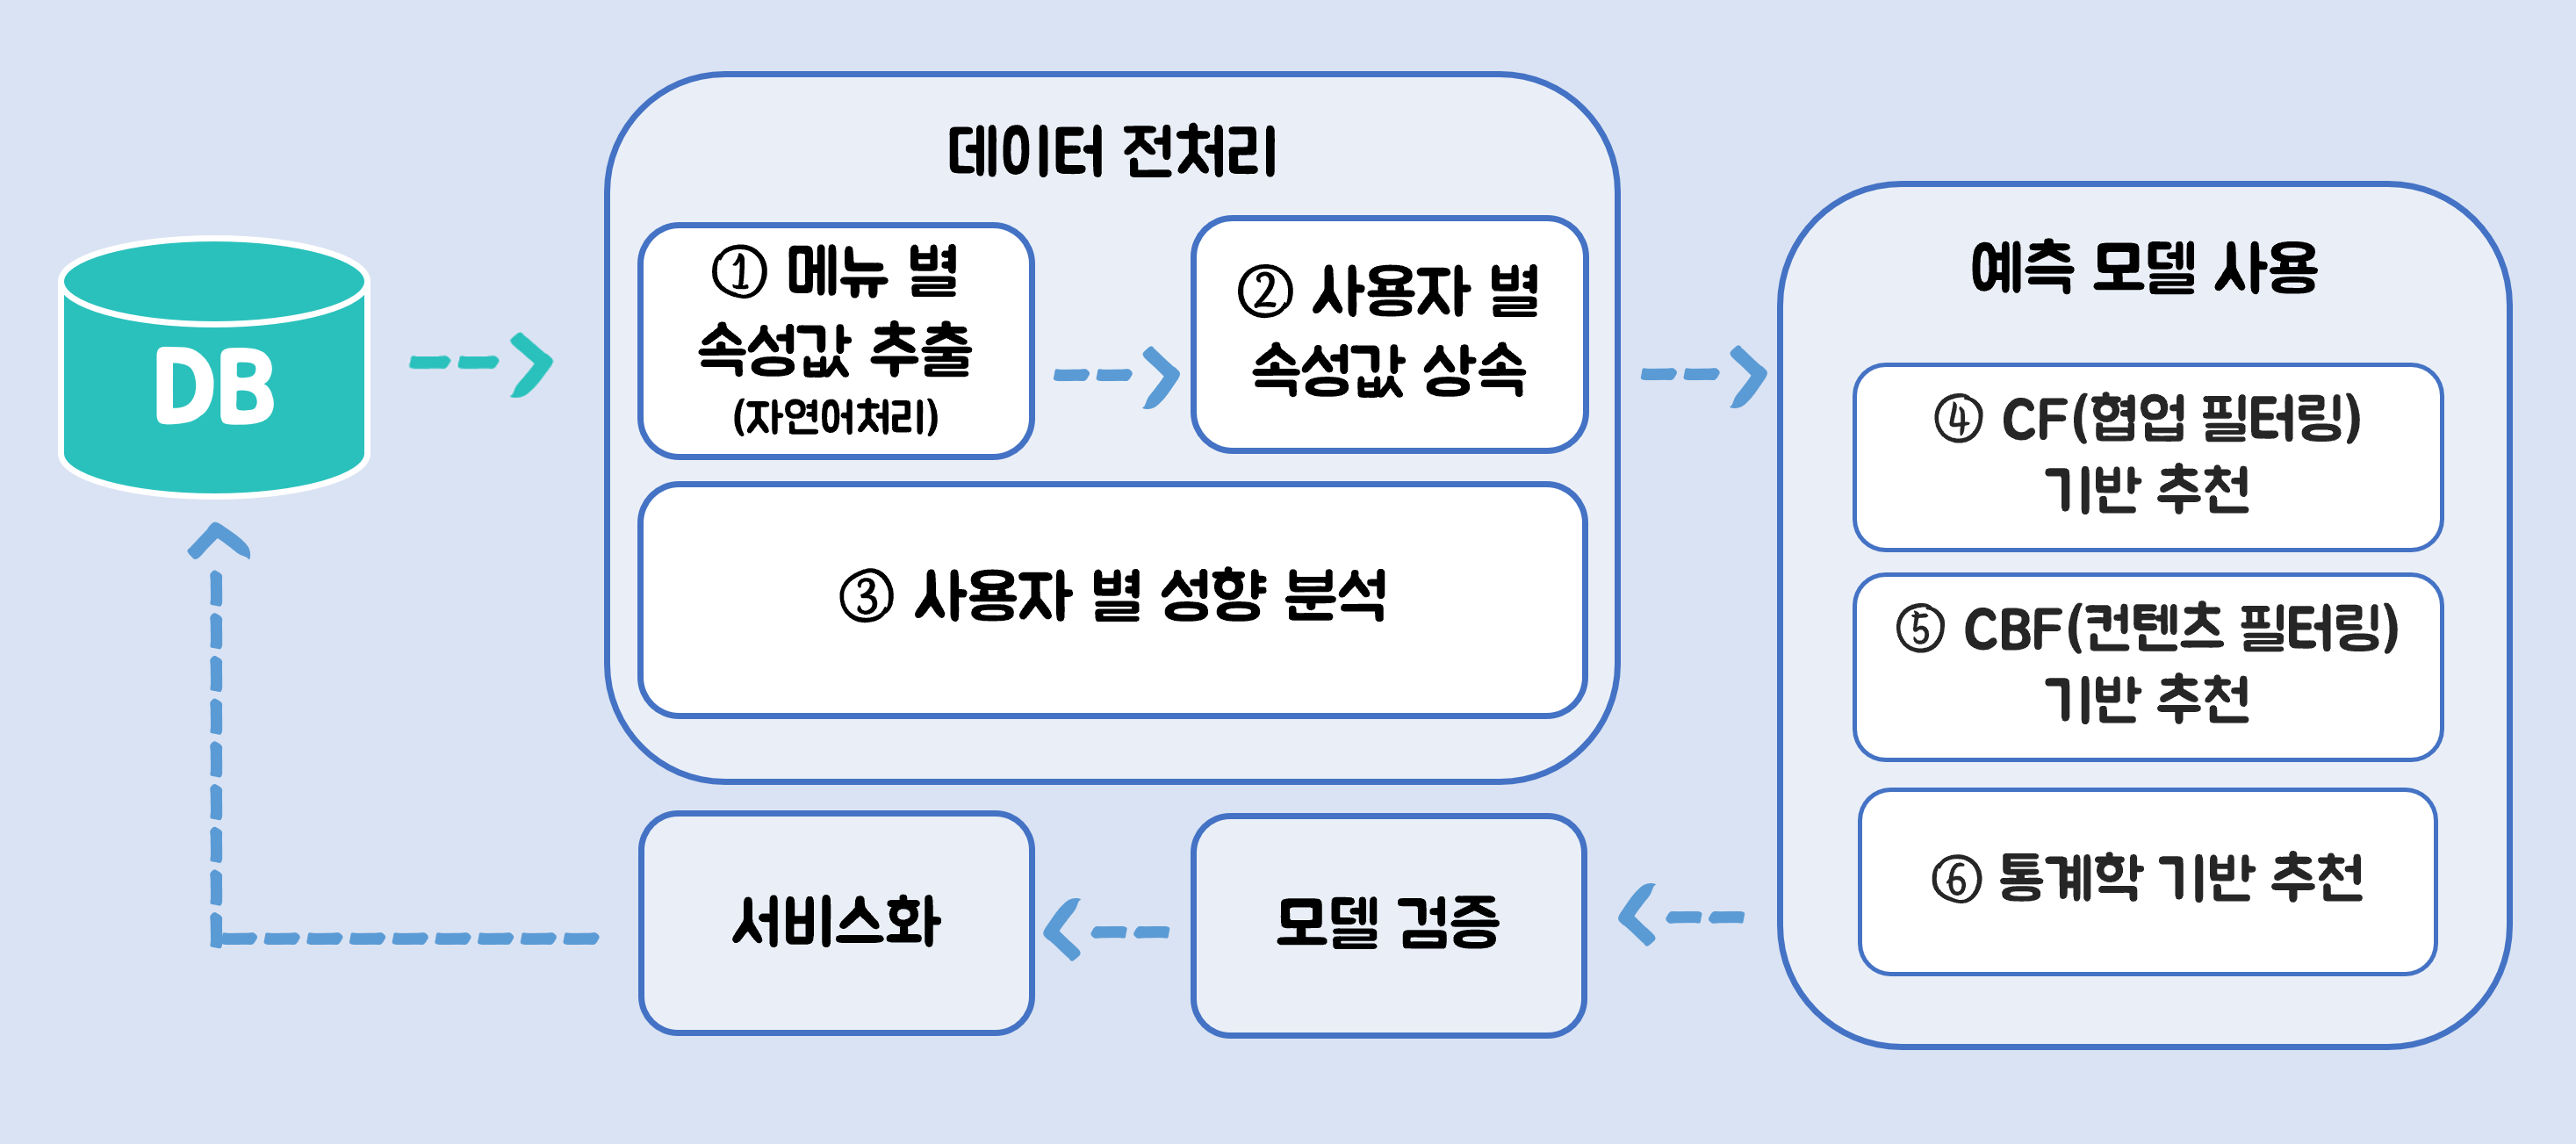 DB
데이터 전처리
① 메뉴 별
속성값 추출
(자연어처리)
② 사용자 별
속성값 상속
③ 사용자 별 성향 분석
예측 모델 사용
④ CF(협업 필터링)
기반 추천
⑤ CBF(컨텐츠 필터링)
기반 추천
⑥ 통계학 기반 추천
모델 검증
서비스화